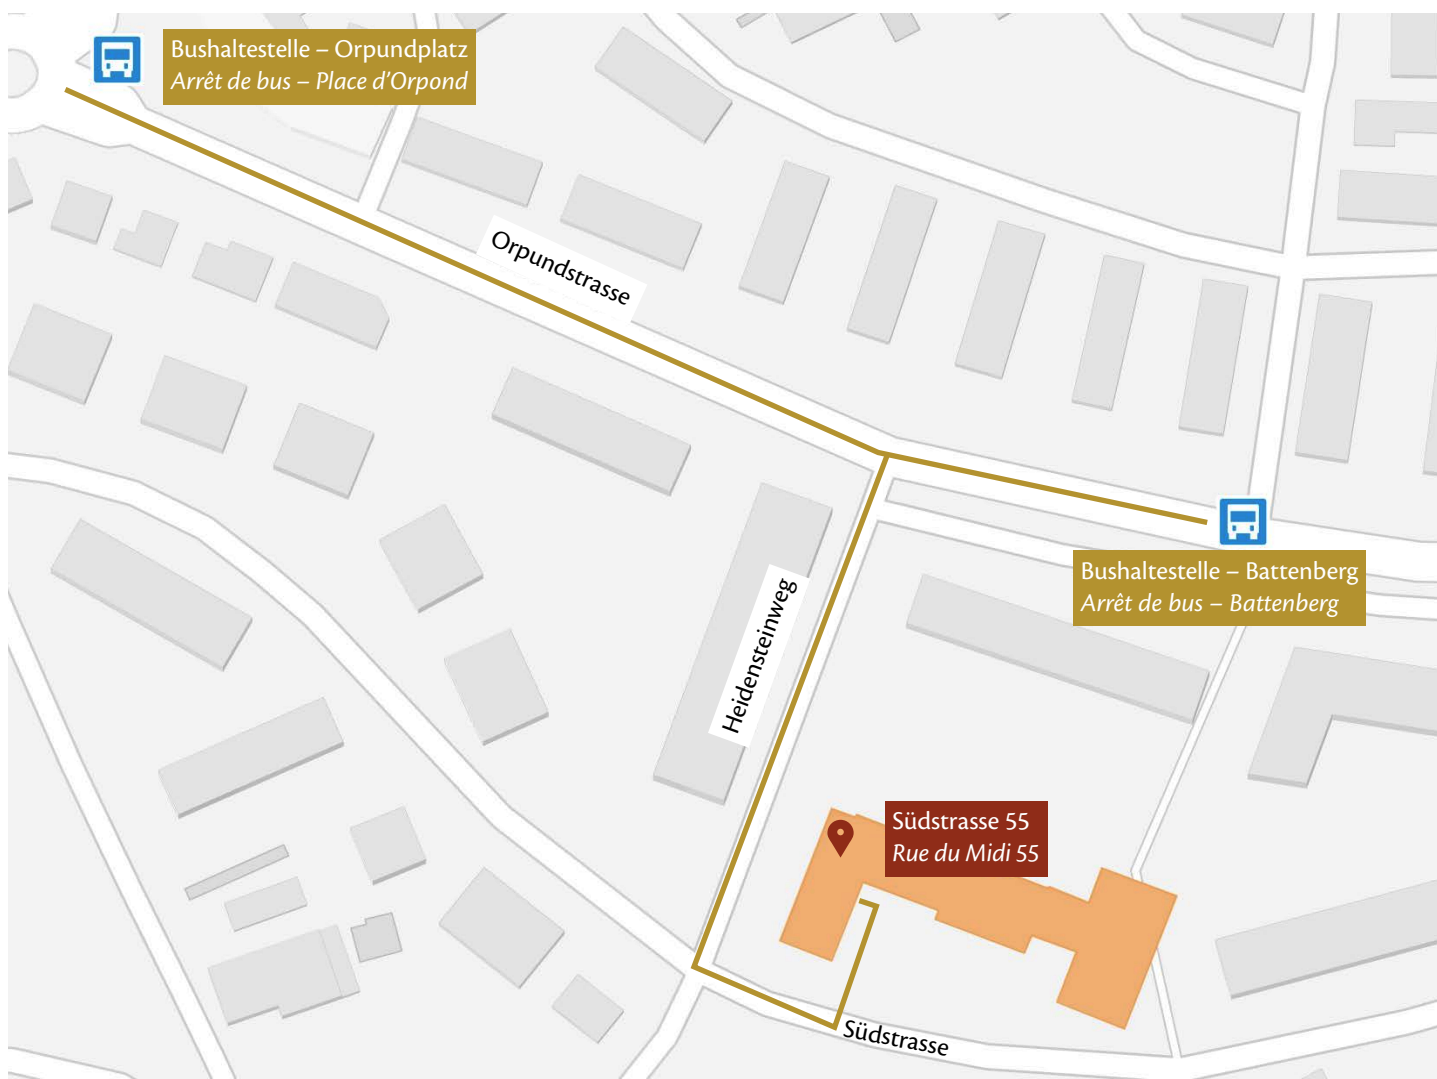 Bushaltestelle – Orpundplatz
Arrêt de bus – Place d'Orpond
Orpundstrasse
Bushaltestelle – Battenberg
Arrêt de bus – Battenberg
Heidensteinweg
Südstrasse 55
Rue du Midi 55
Südstrasse